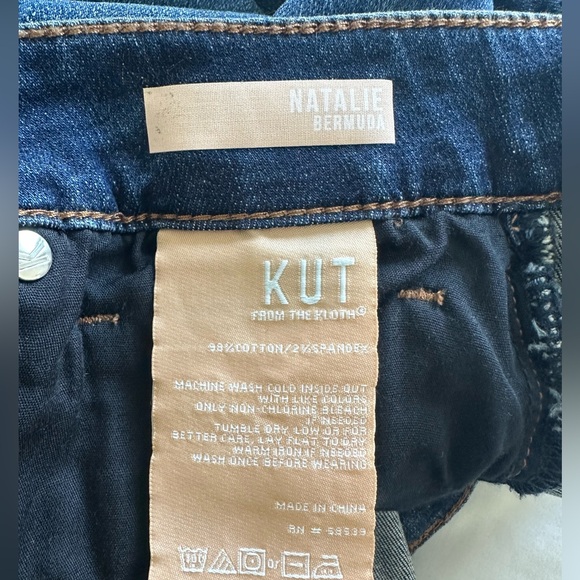 NATALIE
BERMUDA
KUT
FROM THE KLOTH®
98%COTTON/2%SPANDEX
MACHINE WASH COLD INSIDE OUT
WITH LIKE COLORS
ONLY NON-CHLORINE BLEACH
IF NEEDED
TUMBLE DRY LOW OR FOR
BETTER CARE, LAY FLAT TO DRY
WARM IRON IF NEEDED
WASH ONCE BEFORE WEARING
MADE IN CHINA
RN # 58939
or